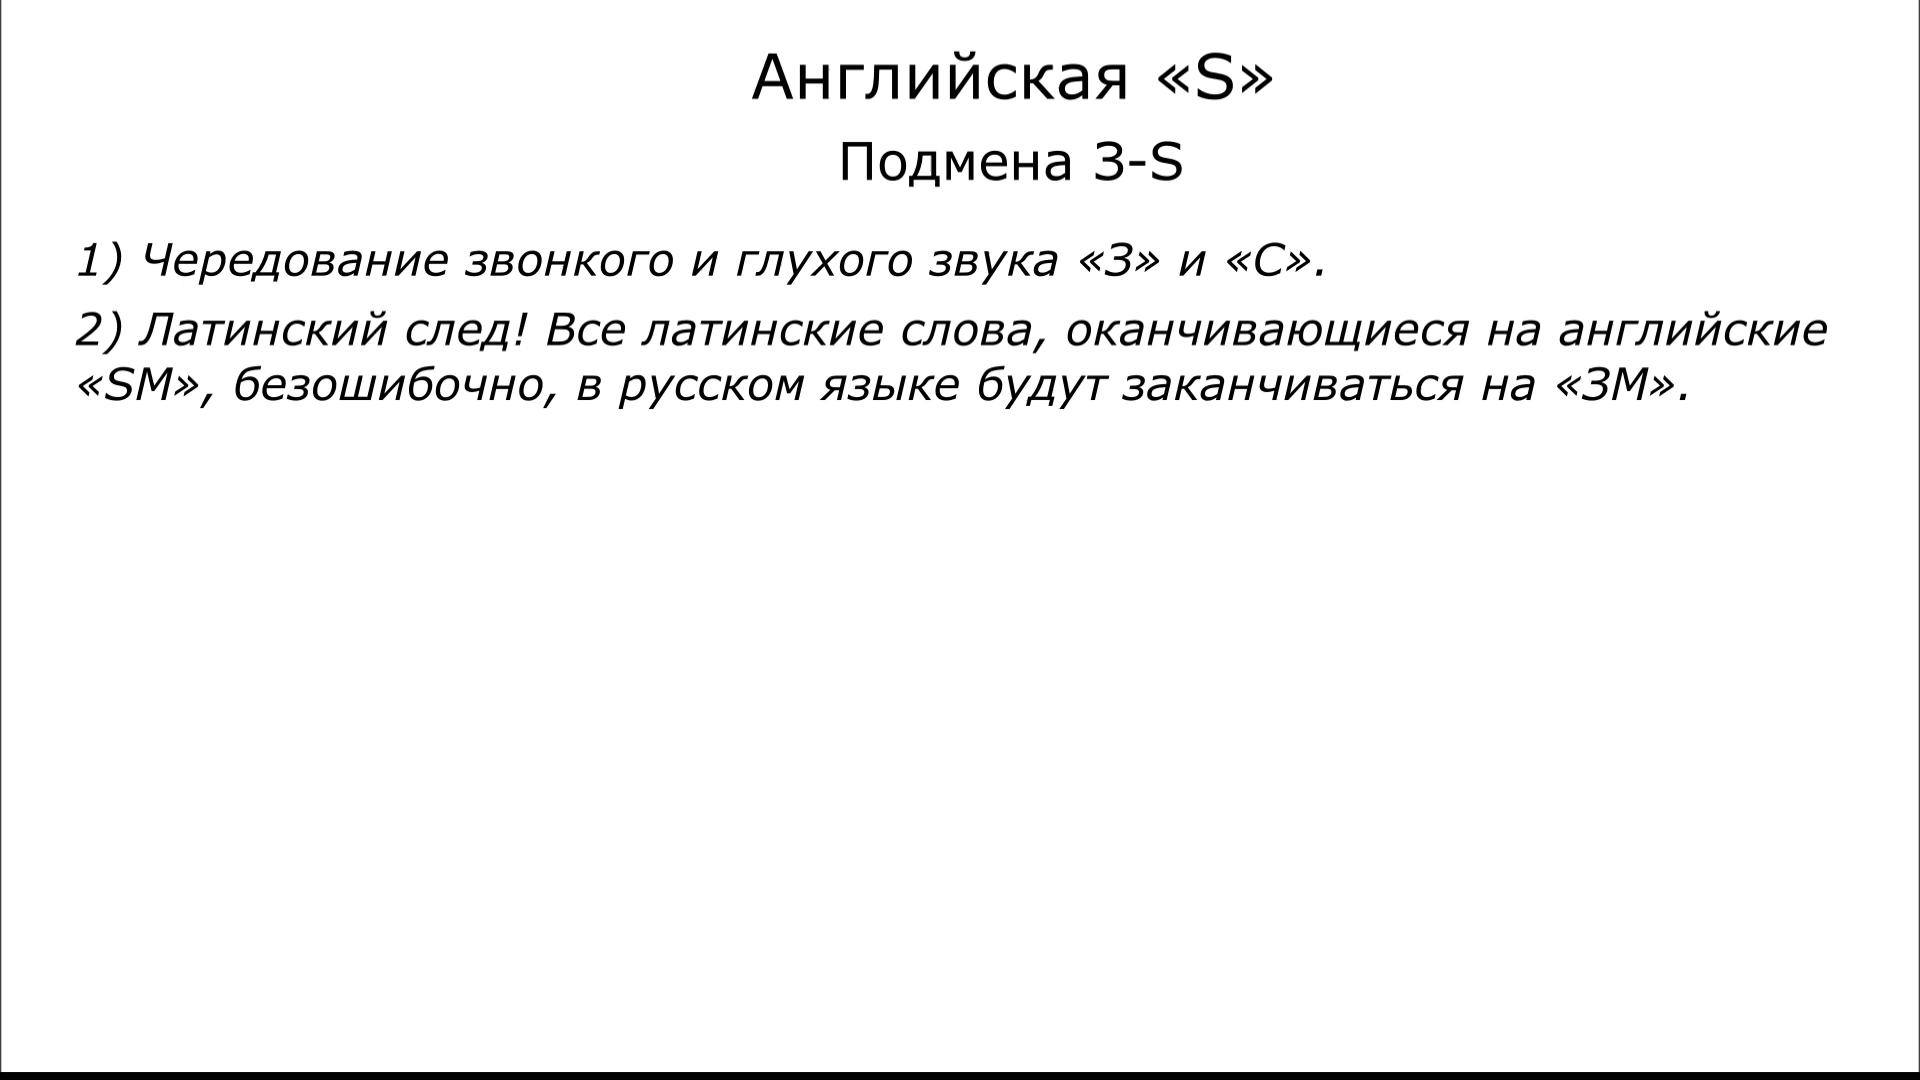 Английская «S»
Подмена З-S
1) Чередование звонкого и глухого звука «З» и «С».
2) Латинский след! Все латинские слова, оканчивающиеся на английские
«SM», безошибочно, в русском языке будут заканчиваться на «ЗМ».